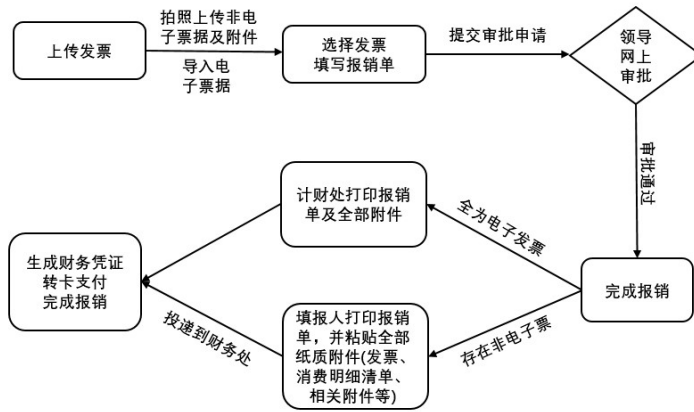 上传发票
拍照上传非电
子票据及附件
导入电
子票据
选择发票
填写报销单
提交审批申请
领导
网上
审批
审批通过
完成报销
全为电子发票
存在非电子票
计财处打印报销
单及全部附件
填报人打印报销
单，并粘贴全部
纸质附件(发票、
消费明细清单、
相关附件等)
投递到财务处
生成财务凭证
转卡支付
完成报销